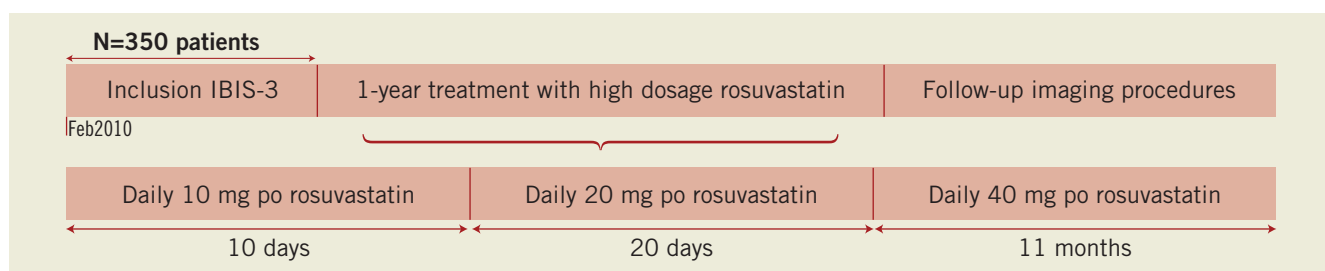 N=350 patients
Inclusion IBIS-3
1-year treatment with high dosage rosuvastatin
Follow-up imaging procedures
Feb2010
Daily 10 mg po rosuvastatin
Daily 20 mg po rosuvastatin
Daily 40 mg po rosuvastatin
10 days
20 days
11 months